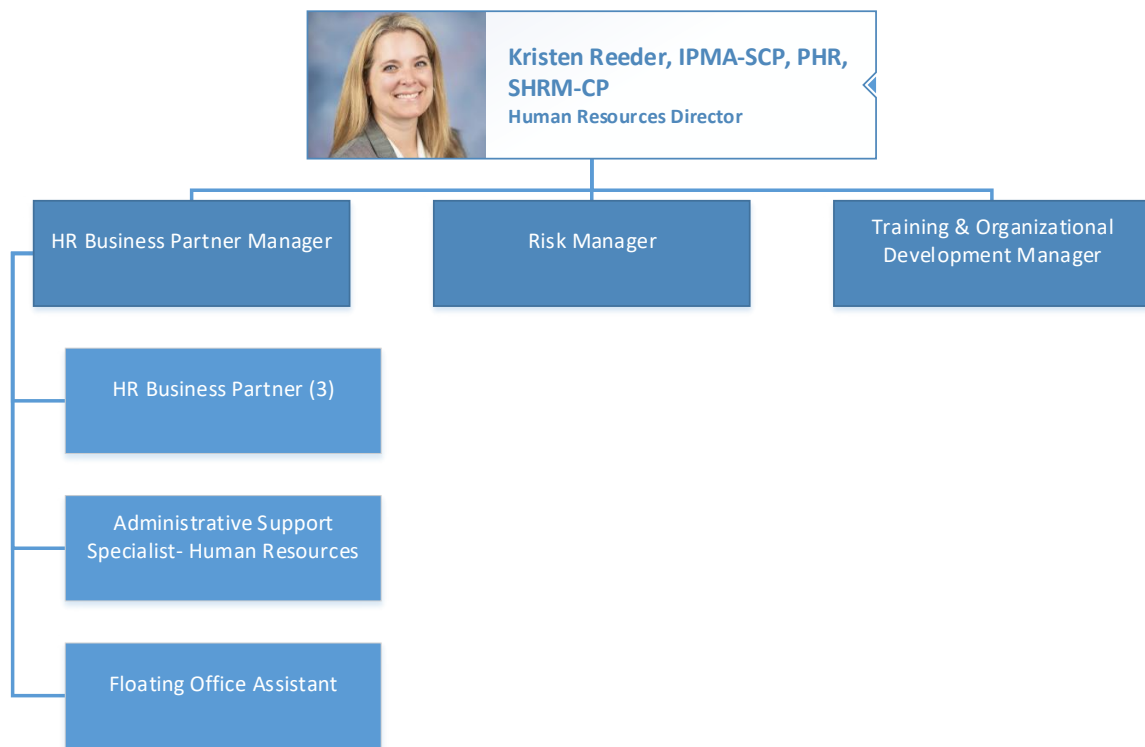 Kristen Reeder, IPMA-SCP, PHR,
SHRM-CP
Human Resources Director
HR Business Partner Manager
Risk Manager
Training & Organizational
Development Manager
HR Business Partner (3)
Administrative Support
Specialist- Human Resources
Floating Office Assistant